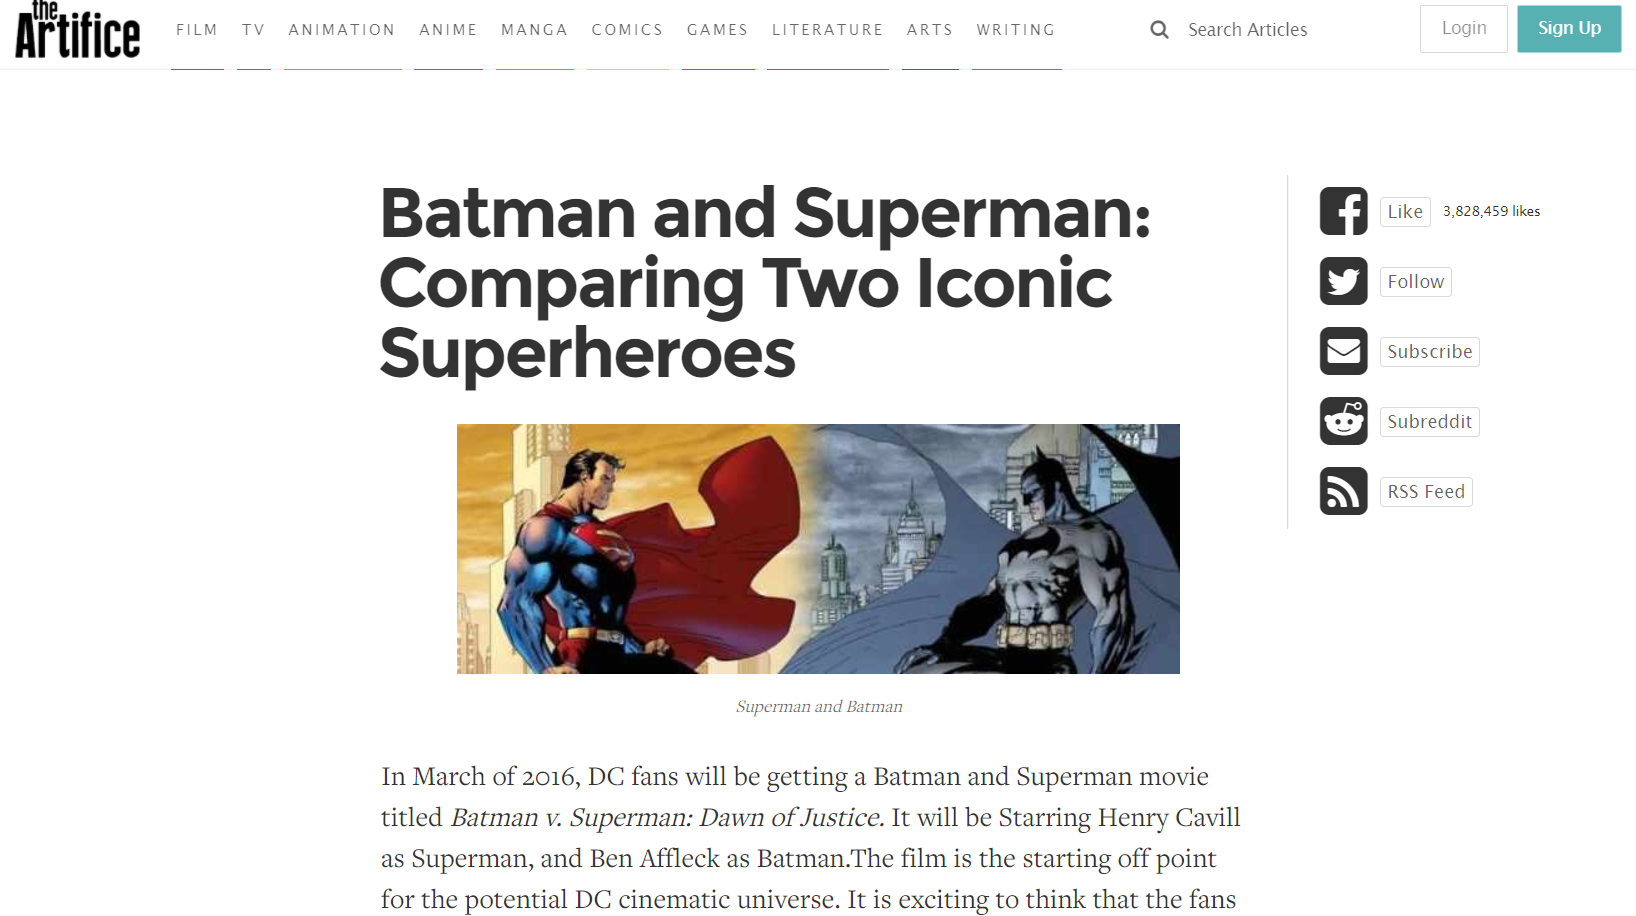 the
Artifice
FILM TV ANIMATION ANIME MANGA COMICS GAMES LITERATURE ARTS WRITING
Search Articles
Login
Sign Up
Batman and Superman:
Comparing Two Iconic
Superheroes
Superman and Batman
In March of 2016, DC fans will be getting a Batman and Superman movie
titled Batman v. Superman: Dawn of Justice. It will be Starring Henry Cavill
as Superman, and Ben Affleck as Batman.The film is the starting off point
for the potential DC cinematic universe. It is exciting to think that the fans
Like 3,828,459 likes
Follow
Subscribe
Subreddit
RSS Feed